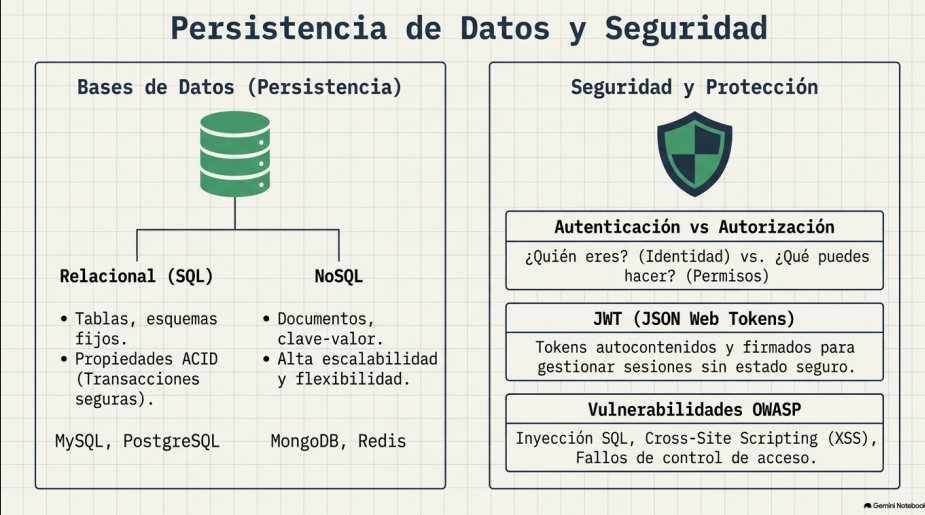 Persistencia de Datos y Seguridad
Bases de Datos (Persistencia)
Relacional (SQL)
• Tablas, esquemas
fijos.
• Propiedades ACID
(Transacciones
seguras).
MySQL, PostgreSQL
NoSQL
• Documentos,
clave-valor.
• Alta escalabilidad
y flexibilidad.
MongoDB, Redis
Seguridad y Protección
Autenticación vs Autorización
¿Quién eres? (Identidad) vs. ¿Qué puedes
hacer? (Permisos)
JWT (JSON Web Tokens)
Tokens autocontenidos y firmados para
gestionar sesiones sin estado seguro.
Vulnerabilidades OWASP
Inyección SQL, Cross-Site Scripting (XSS),
Fallos de control de acceso.
Gemini Notebook